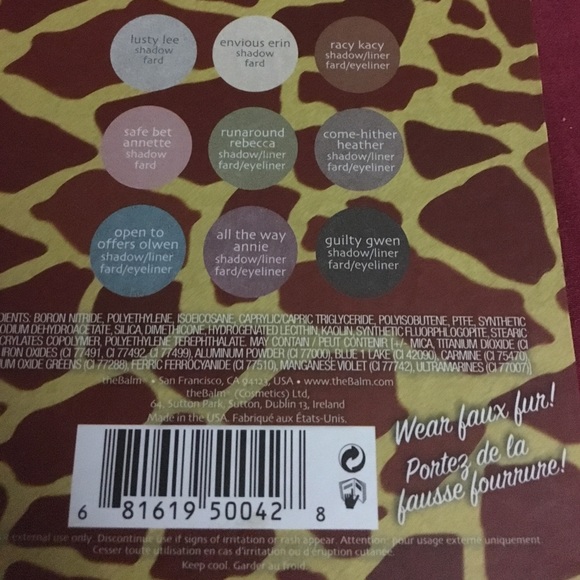 lusty lee
shadow
fard
envious erin
shadow
fard
racy kacy
shadow/liner
fard/eyeliner
safe bet
annette
shadow
fard
runaround
rebecca
shadow/liner
fard/eyeliner
come-hither
heather
shadow/liner
fard/eyeliner
open to
offers olwen
shadow/liner
fard/eyeliner
all the way
annie
shadow/liner
fard/eyeliner
guilty gwen
shadow/liner
fard/eyeliner
DIENTS: BORON NITRIDE, POLYETHYLENE, ISOEICOSANE, CAPRYLIC/CAPRIC TRIGLYCERIDE, POLYISOBUTENE, PTFE, SYNTHETIC
ODIUM DEHYDROACETATE, SILICA, DIMETHICONE, HYDROGENATED LECITHIN, KAOLIN, SYNTHETIC FLUORPHLOGOPITE, STEARIC
CRYLATES COPOLYMER, POLYETHYLENE TEREPHTHALATE. MAY CONTAIN / PEUT CONTENIR [+/- MICA, TITANIUM DIOXIDE (CI
IRON OXIDES (CI 77491, CI 77492, CI 77499), ALUMINUM POWDER (CI 77000), BLUE 1 LAKE (CI 42090), CARMINE (CI 75470),
UM OXIDE GREENS (CI 77288), FERRIC FERROCYANIDE (CI 77510), MANGANESE VIOLET (CI 77742), ULTRAMARINES (CI 77007)]
theBalm • San Francisco, CA 94123, USA • www.theBalm.com
theBalm (Cosmetics) Ltd,
64, Sutton Park, Sutton, Dublin 13, Ireland
Made in the USA. Fabriqué aux États-Unis.
Wear faux fur!
Portez de la
fausse fourrure!
6 81619 50042 8
external use only. Discontinue use if signs of irritation or rash appear. Attention: pour usage externe uniquement.
Cesser toute utilisation en cas d'irritation ou d'éruption cutanée.
Keep cool. Garder au froid.